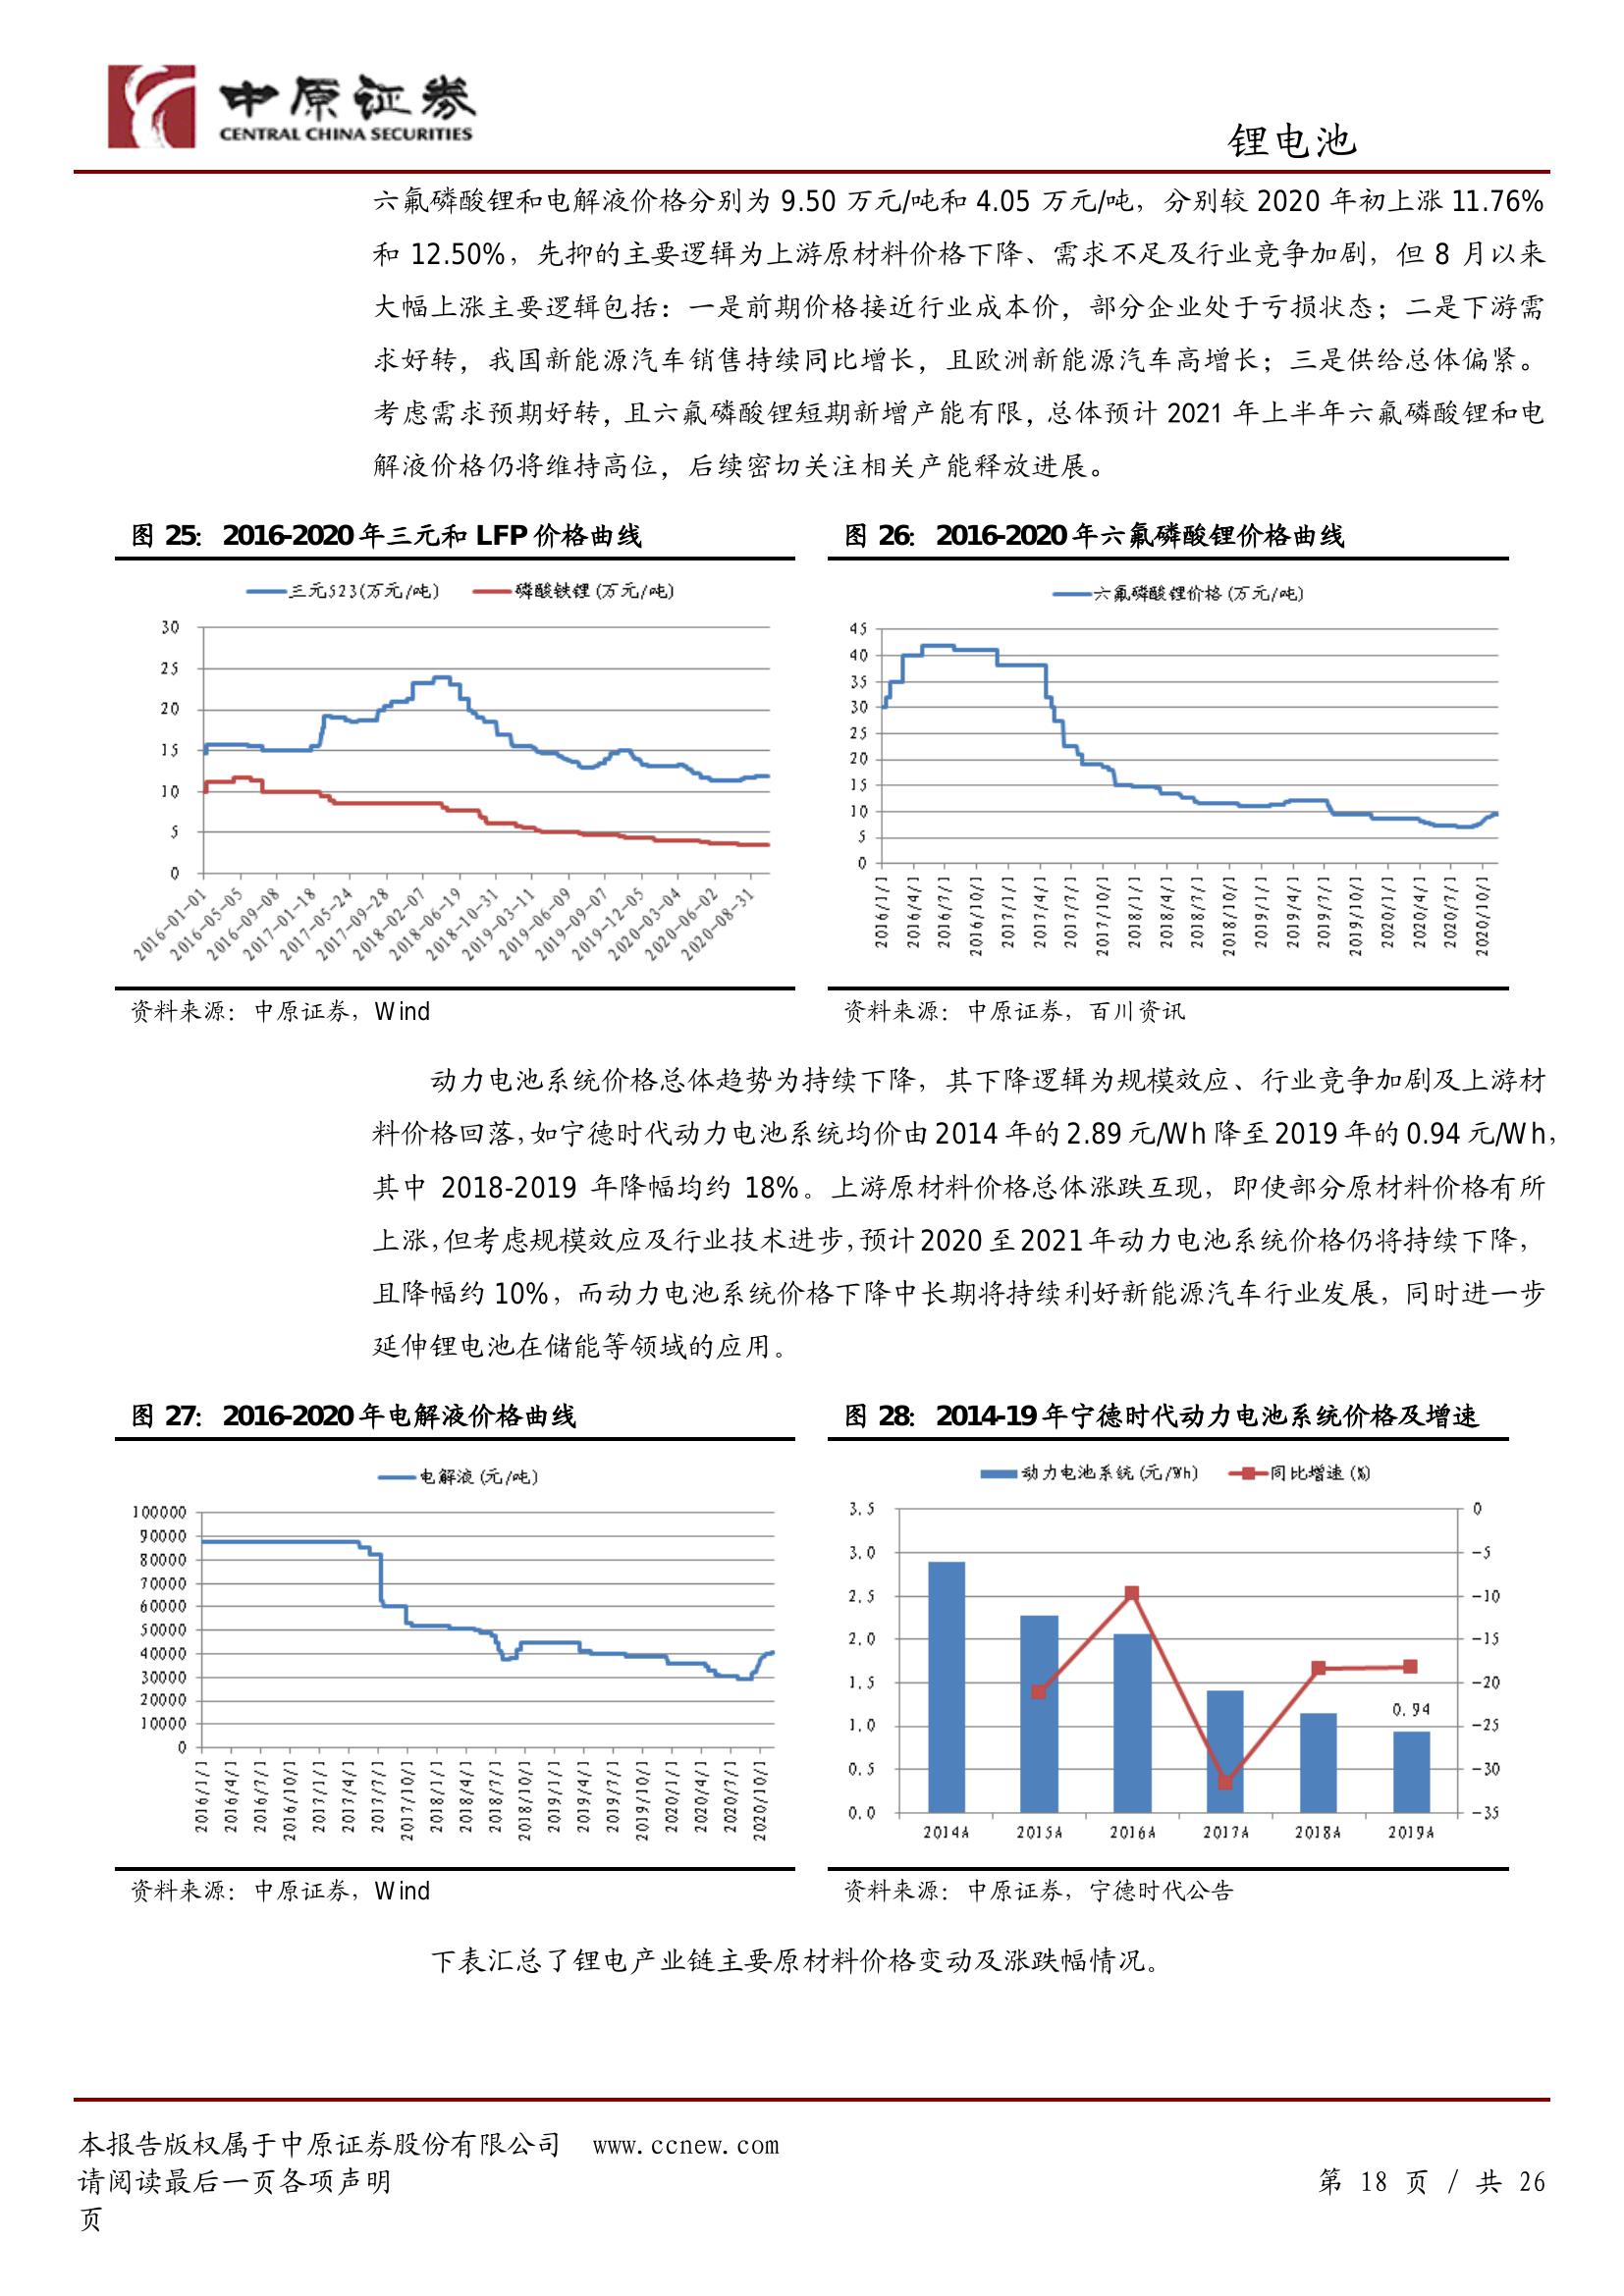 中原证券
CENTRAL CHINA SECURITIES
锂电池
六氟磷酸锂和电解液价格分别为 9.50 万元/吨和 4.05 万元/吨，分别较 2020 年初上涨 11.76%
和 12.50%，先抑的主要逻辑为上游原材料价格下降、需求不足及行业竞争加剧，但 8 月以来
大幅上涨主要逻辑包括：一是前期价格接近行业成本价，部分企业处于亏损状态；二是下游需
求好转，我国新能源汽车销售持续同比增长，且欧洲新能源汽车高增长；三是供给总体偏紧。
考虑需求预期好转，且六氟磷酸锂短期新增产能有限，总体预计 2021 年上半年六氟磷酸锂和电
解液价格仍将维持高位，后续密切关注相关产能释放进展。
图 25: 2016-2020 年三元和 LFP 价格曲线
三元523(万元/吨) 磷酸铁锂(万元/吨)
30
25
20
15
10
5
0
2016-01-01 2016-05-05 2016-09-08 2017-01-18 2017-05-24 2017-09-28 2018-02-07 2018-06-19 2018-10-31 2019-03-11 2019-06-09 2019-09-07 2019-12-05 2020-03-04 2020-06-02 2020-08-31
资料来源：中原证券，Wind
图 26: 2016-2020 年六氟磷酸锂价格曲线
六氟磷酸锂价格(万元/吨)
45
40
35
30
25
20
15
10
5
0
2016/1/1 2016/4/1 2016/7/1 2016/10/1 2017/1/1 2017/4/1 2017/7/1 2017/10/1 2018/1/1 2018/4/1 2018/7/1 2018/10/1 2019/1/1 2019/4/1 2019/7/1 2019/10/1 2020/1/1 2020/4/1 2020/7/1 2020/10/1
资料来源：中原证券，百川资讯
动力电池系统价格总体趋势为持续下降，其下降逻辑为规模效应、行业竞争加剧及上游材
料价格回落，如宁德时代动力电池系统均价由 2014 年的 2.89 元/Wh 降至 2019 年的 0.94 元/Wh，
其中 2018-2019 年降幅均约 18%。上游原材料价格总体涨跌互现，即使部分原材料价格有所
上涨，但考虑规模效应及行业技术进步，预计 2020 至 2021 年动力电池系统价格仍将持续下降，
且降幅约 10%，而动力电池系统价格下降中长期将持续利好新能源汽车行业发展，同时进一步
延伸锂电池在储能等领域的应用。
图 27: 2016-2020 年电解液价格曲线
电解液(元/吨)
100000
90000
80000
70000
60000
50000
40000
30000
20000
10000
0
2016/1/1 2016/4/1 2016/7/1 2016/10/1 2017/1/1 2017/4/1 2017/7/1 2017/10/1 2018/1/1 2018/4/1 2018/7/1 2018/10/1 2019/1/1 2019/4/1 2019/7/1 2019/10/1 2020/1/1 2020/4/1 2020/7/1 2020/10/1
资料来源：中原证券，Wind
图 28: 2014-19 年宁德时代动力电池系统价格及增速
动力电池系统(元/Wh) 同比增速(%)
3.5 0
3.0 -5
2.5 -10
2.0 -15
1.5 -20
0.94
1.0 -25
0.5 -30
0.0 -35
2014A 2015A 2016A 2017A 2018A 2019A
资料来源：中原证券，宁德时代公告
下表汇总了锂电产业链主要原材料价格变动及涨跌幅情况。
本报告版权属于中原证券股份有限公司 www.ccnew.com
请阅读最后一页各项声明 第 18 页 / 共 26
页